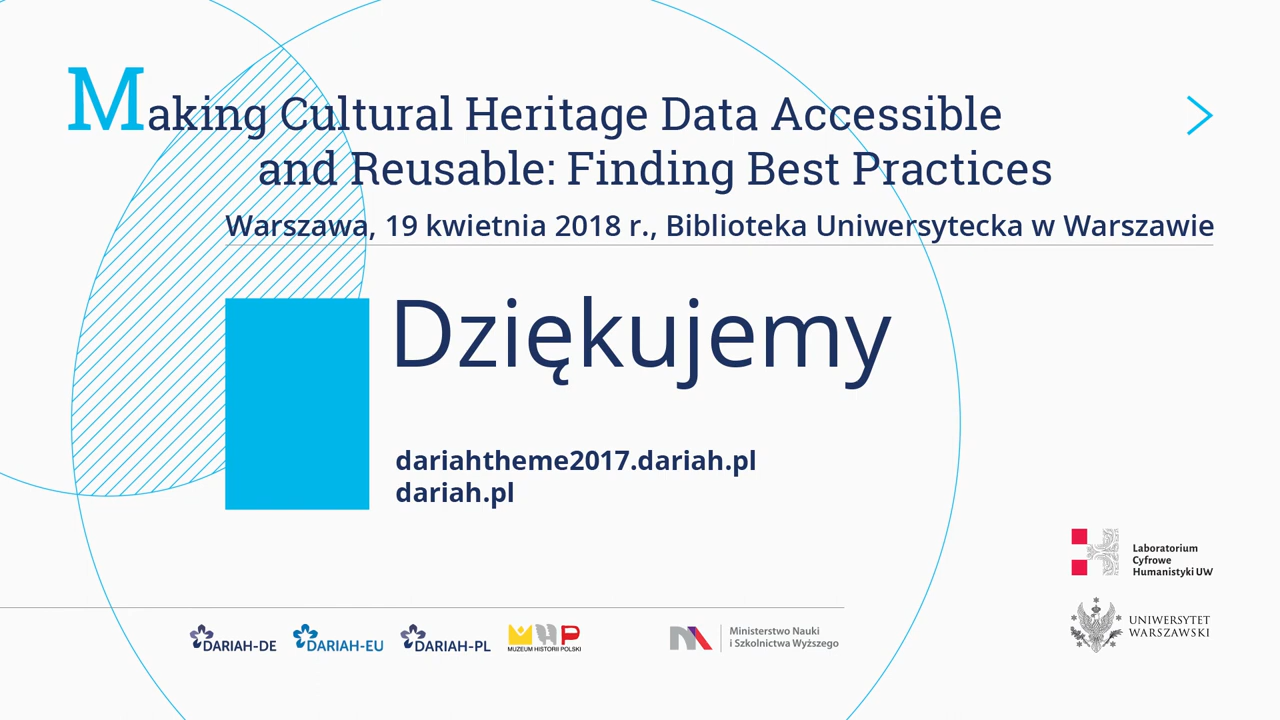 Making Cultural Heritage Data Accessible
and Reusable: Finding Best Practices
Warszawa, 19 kwietnia 2018 r., Biblioteka Uniwersytecka w Warszawie
Dziękujemy
dariahtheme2017.dariah.pl
dariah.pl
Laboratorium
Cyfrowe
Humanistyki UW
DARIAH-DE
DARIAH-EU
DARIAH-PL
MHP
MUZEUM HISTORII POLSKI
Ministerstwo Nauki
i Szkolnictwa Wyższego
UNIWERSYTET
WARSZAWSKI